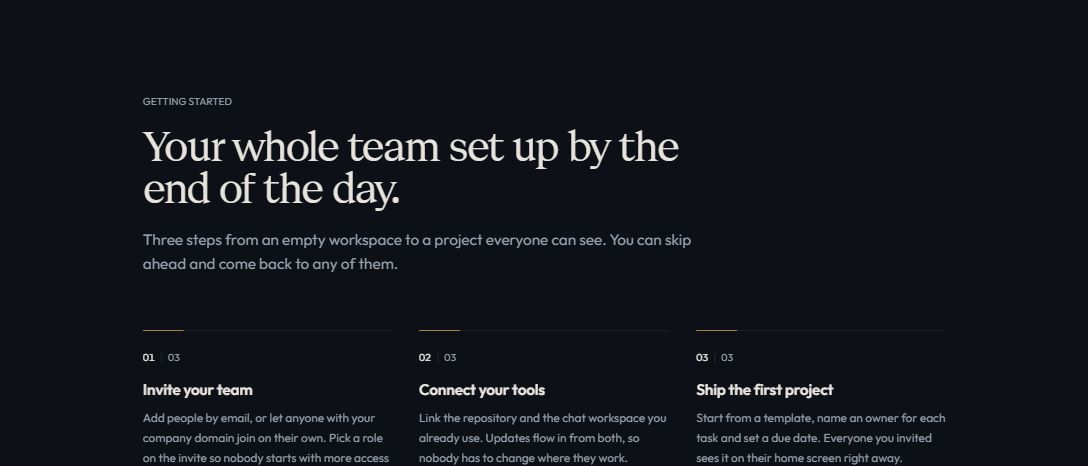 GETTING STARTED
Your whole team set up by the
end of the day.
Three steps from an empty workspace to a project everyone can see. You can skip
ahead and come back to any of them.
01 | 03
Invite your team
Add people by email, or let anyone with your
company domain join on their own. Pick a role
on the invite so nobody starts with more access
02 | 03
Connect your tools
Link the repository and the chat workspace you
already use. Updates flow in from both, so
nobody has to change where they work.
03 | 03
Ship the first project
Start from a template, name an owner for each
task and set a due date. Everyone you invited
sees it on their home screen right away.